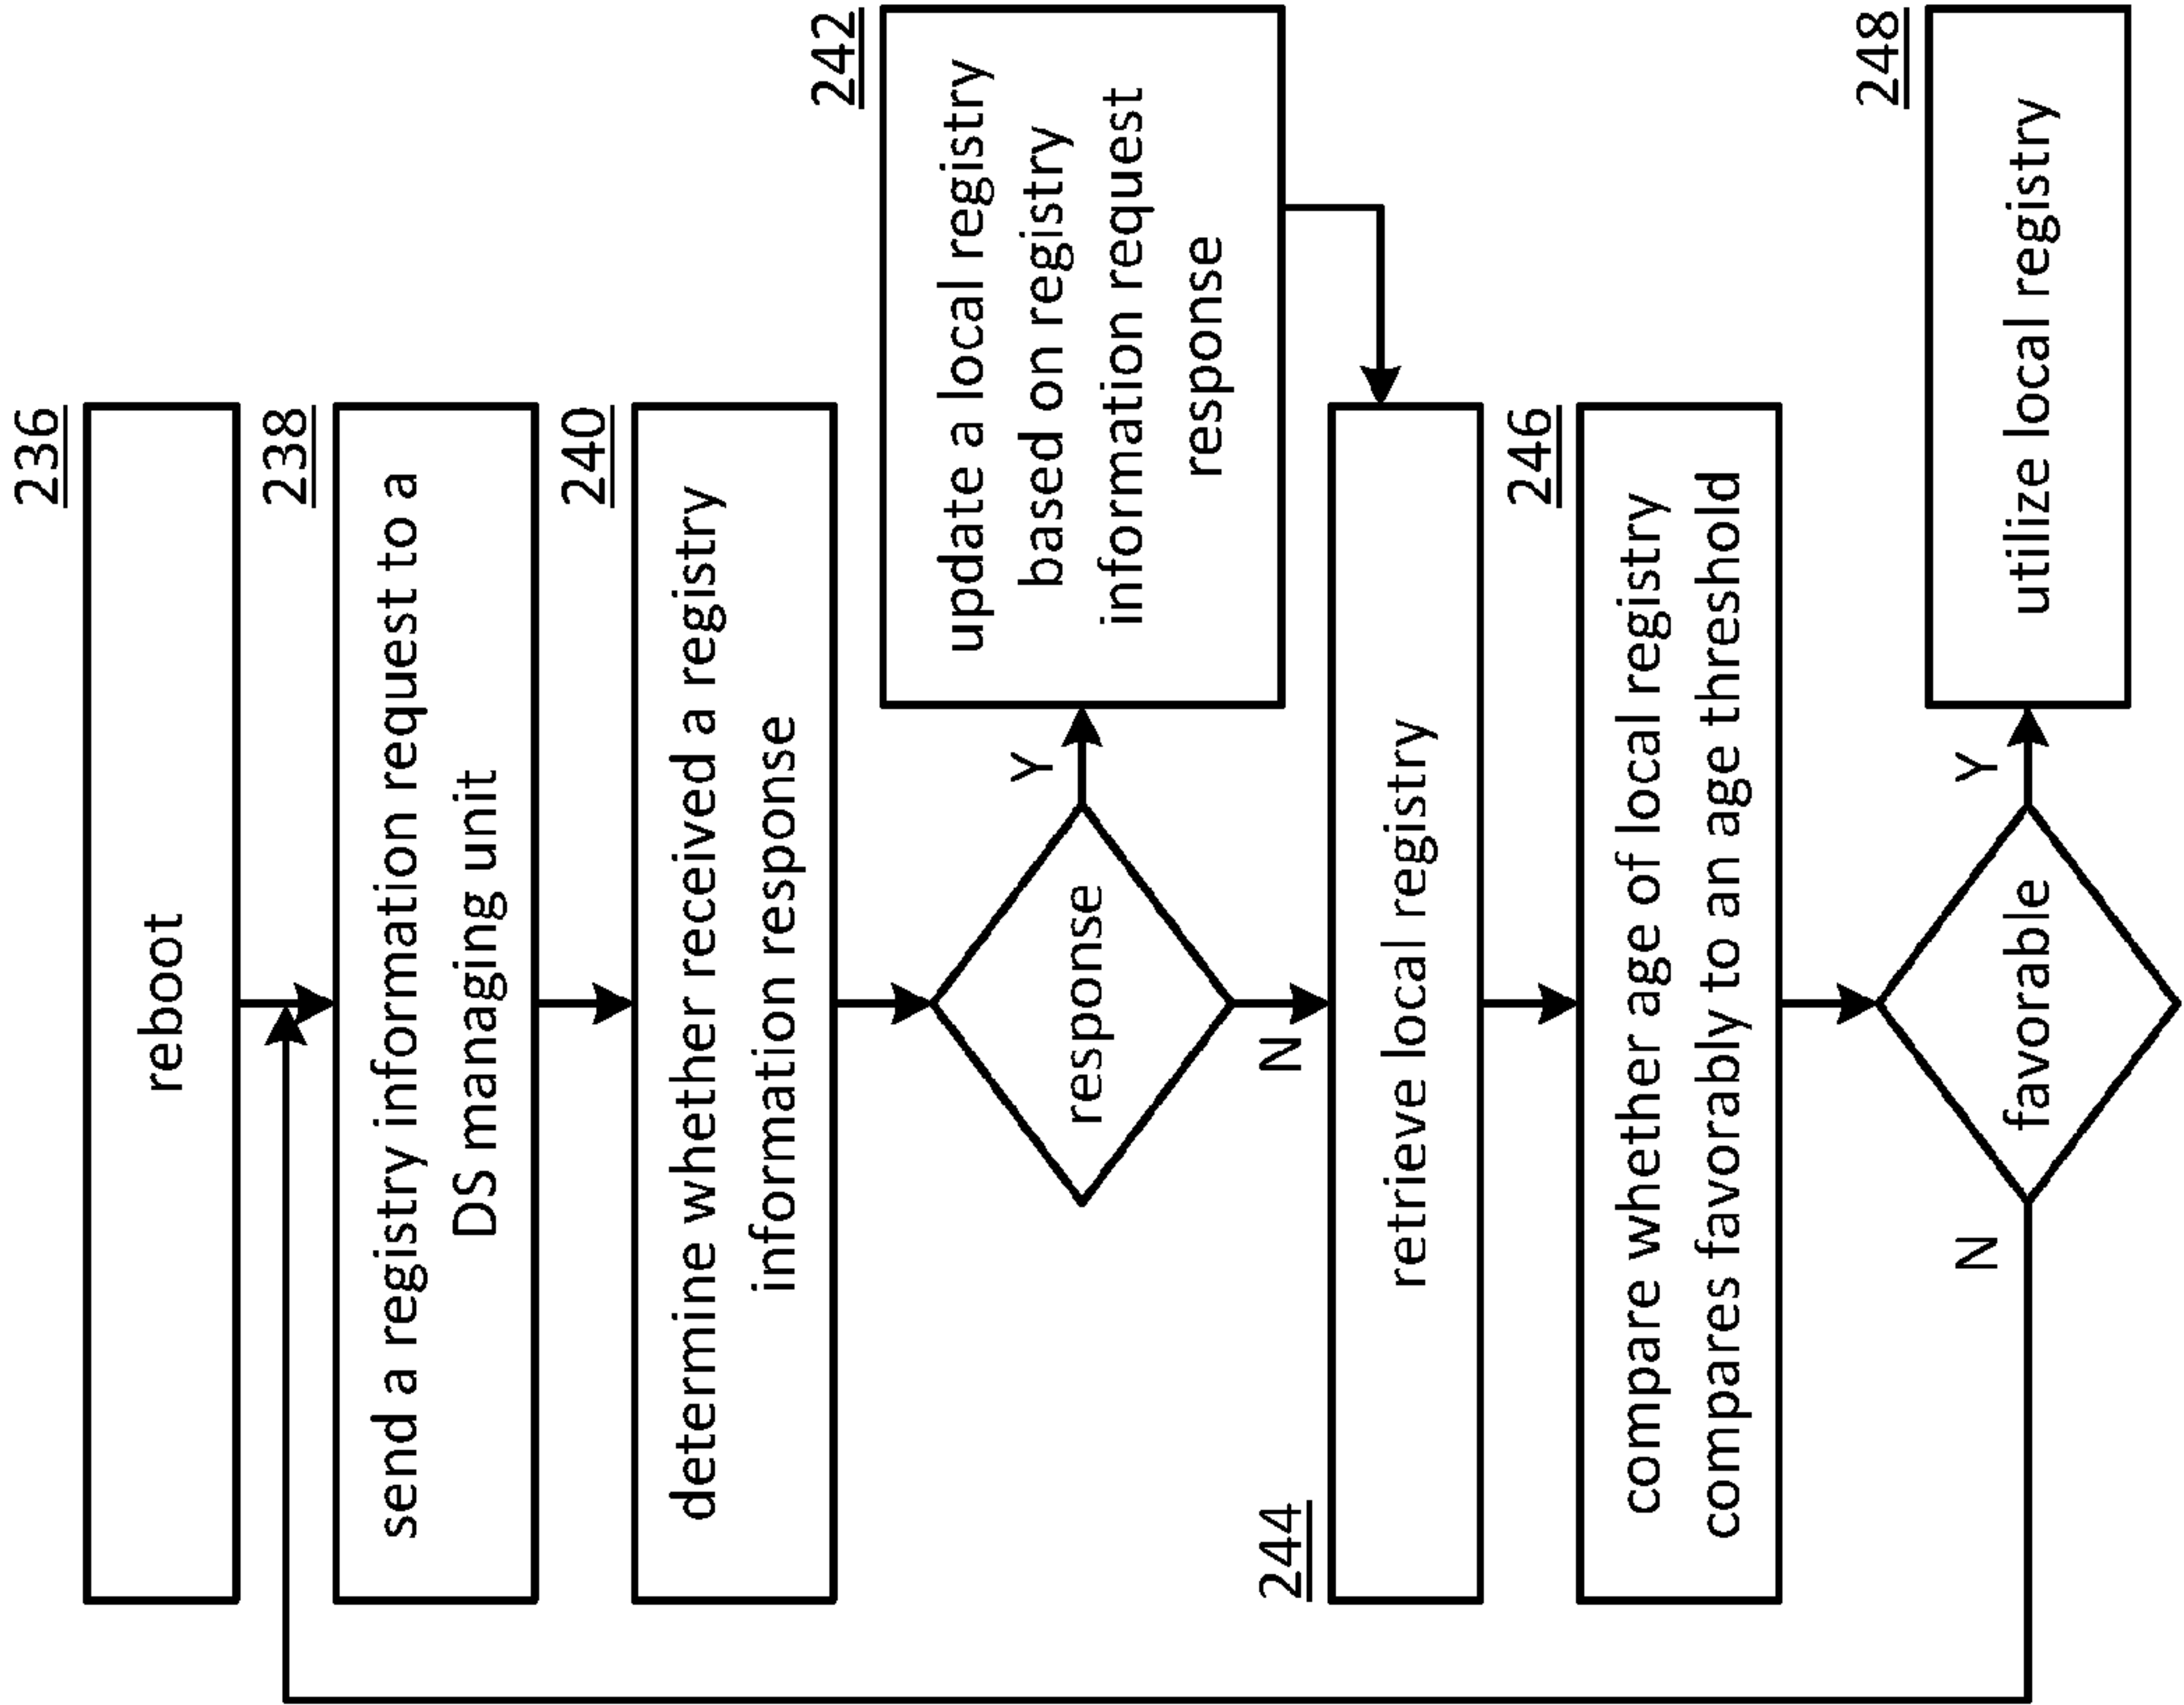 236
reboot
238
send a registry information request to a
DS managing unit
240
determine whether received a registry
information response
response
Y
N
242
update a local registry
based on registry
information request
response
244
retrieve local registry
246
compare whether age of local registry
compares favorably to an age threshold
favorable
Y
N
248
utilize local registry